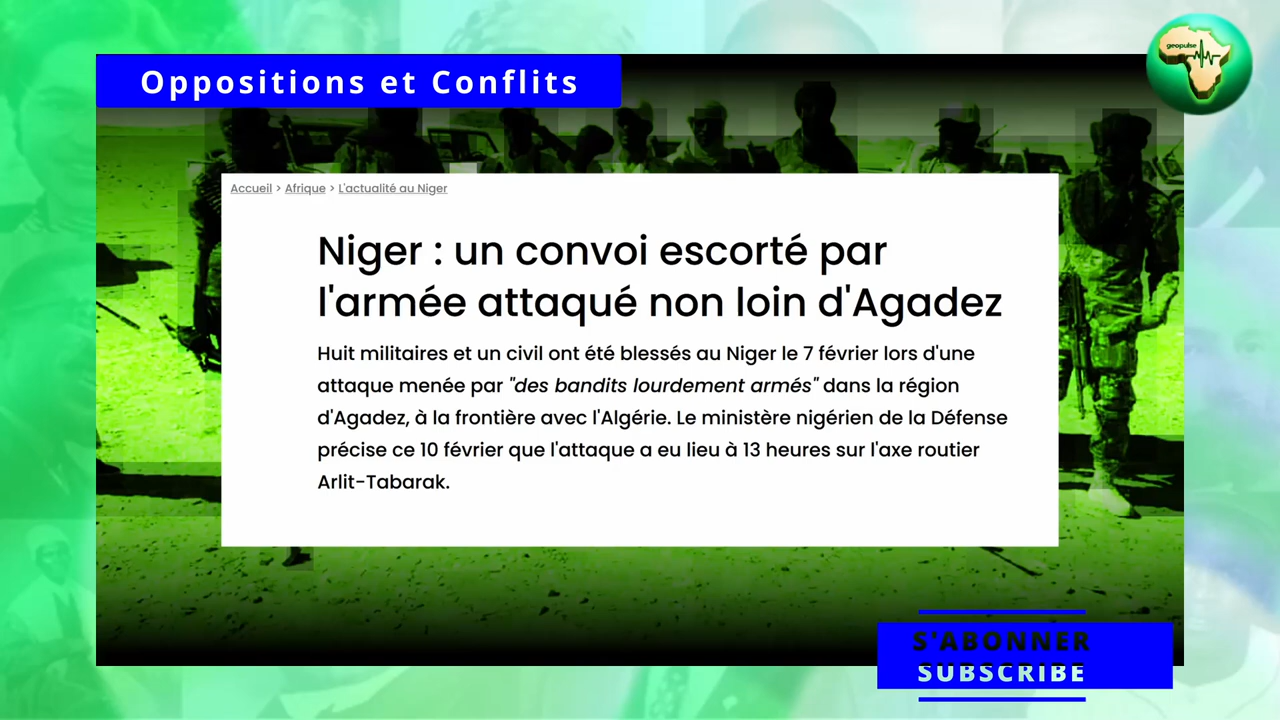 Oppositions et Conflits
geopulse
Accueil > Afrique > L'actualité au Niger
Niger : un convoi escorté par
l'armée attaqué non loin d'Agadez
Huit militaires et un civil ont été blessés au Niger le 7 février lors d'une
attaque menée par "des bandits lourdement armés" dans la région
d'Agadez, à la frontière avec l'Algérie. Le ministère nigérien de la Défense
précise ce 10 février que l'attaque a eu lieu à 13 heures sur l'axe routier
Arlit-Tabarak.
S'ABONNER
SUBSCRIBE